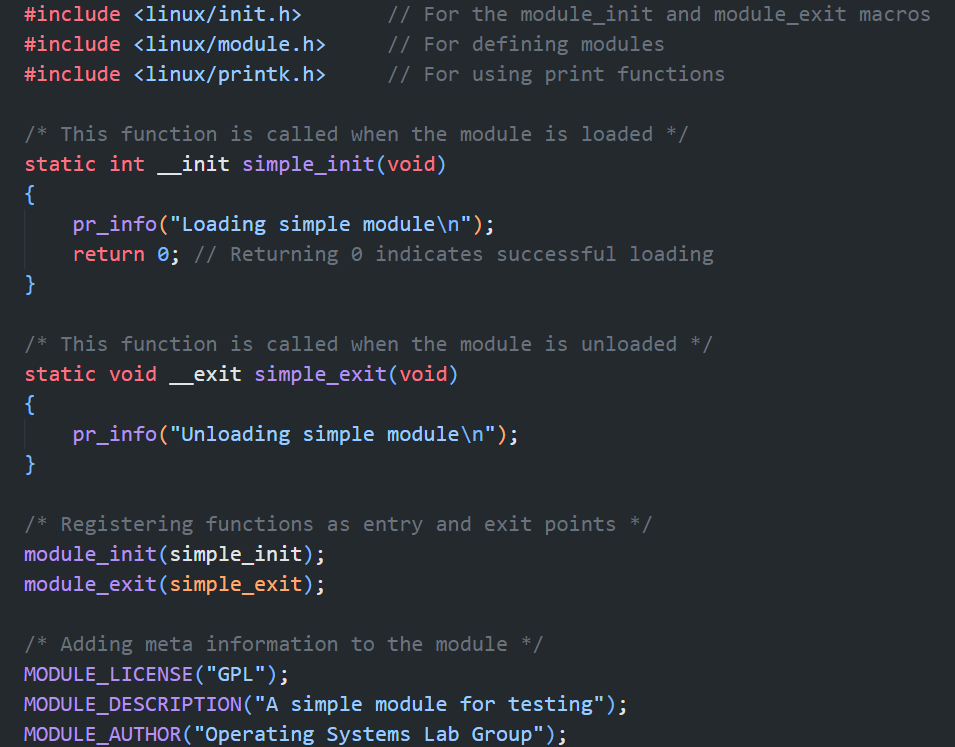 #include <linux/init.h>       // For the module_init and module_exit macros
#include <linux/module.h>     // For defining modules
#include <linux/printk.h>     // For using print functions

/* This function is called when the module is loaded */
static int __init simple_init(void)
{
    pr_info("Loading simple module\n");
    return 0; // Returning 0 indicates successful loading
}

/* This function is called when the module is unloaded */
static void __exit simple_exit(void)
{
    pr_info("Unloading simple module\n");
}

/* Registering functions as entry and exit points */
module_init(simple_init);
module_exit(simple_exit);

/* Adding meta information to the module */
MODULE_LICENSE("GPL");
MODULE_DESCRIPTION("A simple module for testing");
MODULE_AUTHOR("Operating Systems Lab Group");